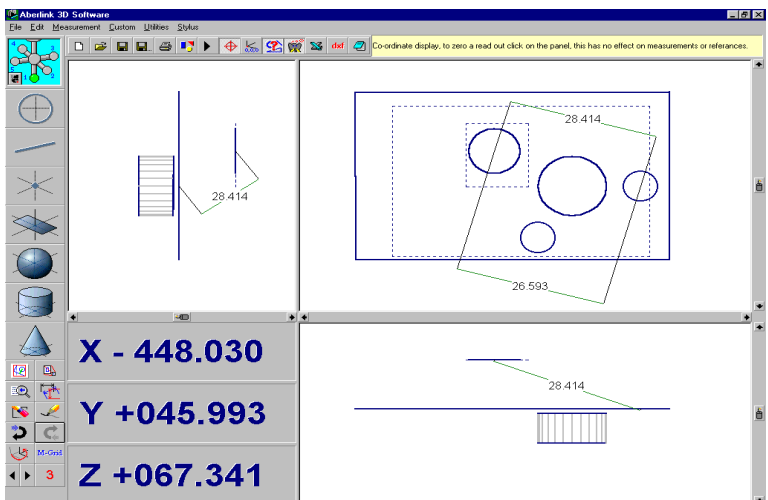 Aberlink 3D Software
File Edit Measurement Custom Utilities Stylus
dxf
Co-ordinate display, to zero a read out click on the panel, this has no effect on measurements or referances.
28.414
28.414
26.593
X - 448.030
28.414
Y +045.993
M-Grid
3
Z +067.341